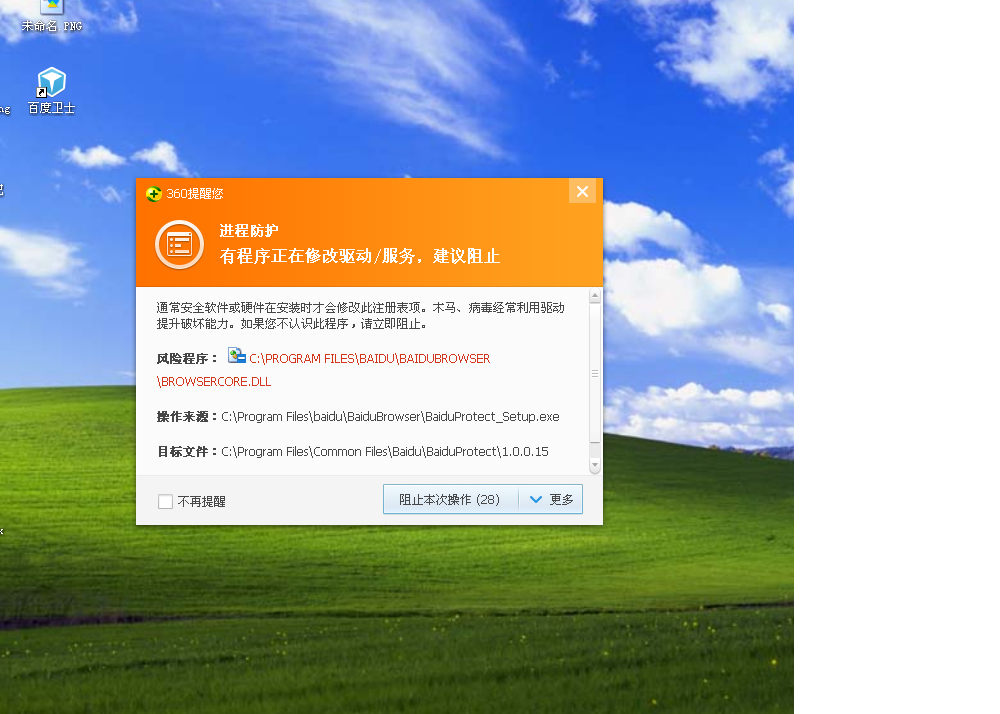 未命名.PNG
百度卫士
360提醒您
进程防护
有程序正在修改驱动/服务，建议阻止
通常安全软件或硬件在安装时才会修改此注册表项。木马、病毒经常利用驱动
提升破坏能力。如果您不认识此程序，请立即阻止。
风险程序： C:\PROGRAM FILES\BAIDU\BAIDUBROWSER
\BROWSERCORE.DLL
操作来源：C:\Program Files\baidu\BaiduBrowser\BaiduProtect_Setup.exe
目标文件：C:\Program Files\Common Files\Baidu\BaiduProtect\1.0.0.15
不再提醒
阻止本次操作 (28)
更多